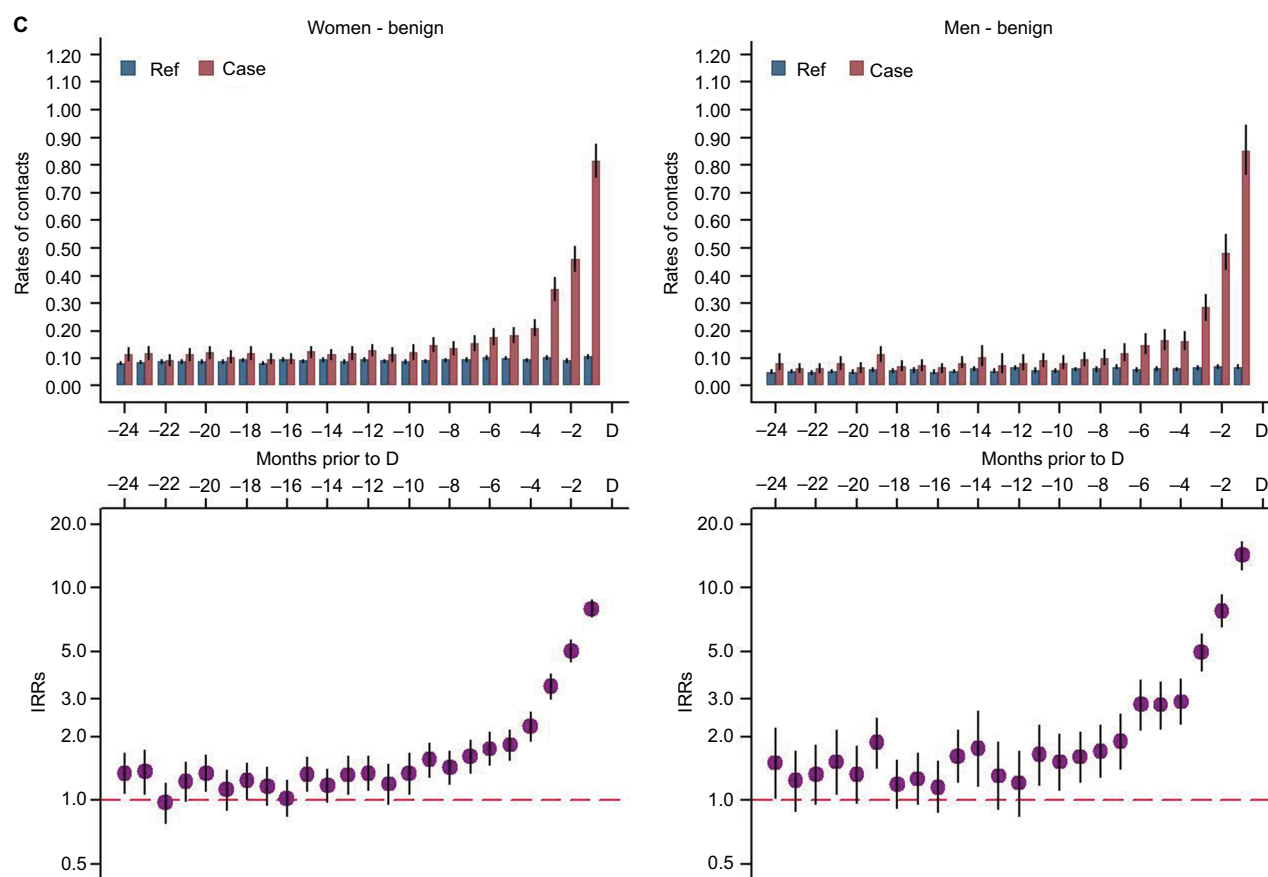 C
Women - benign
Ref Case
Rates of contacts
1.20
1.10
1.00
0.90
0.80
0.70
0.60
0.50
0.40
0.30
0.20
0.10
0.00
–24 –22 –20 –18 –16 –14 –12 –10 –8 –6 –4 –2 D
Months prior to D
–24 –22 –20 –18 –16 –14 –12 –10 –8 –6 –4 –2 D
IRRs
20.0
10.0
5.0
3.0
2.0
1.0
0.5
Men - benign
Ref Case
Rates of contacts
1.20
1.10
1.00
0.90
0.80
0.70
0.60
0.50
0.40
0.30
0.20
0.10
0.00
–24 –22 –20 –18 –16 –14 –12 –10 –8 –6 –4 –2 D
Months prior to D
–24 –22 –20 –18 –16 –14 –12 –10 –8 –6 –4 –2 D
IRRs
20.0
10.0
5.0
3.0
2.0
1.0
0.5